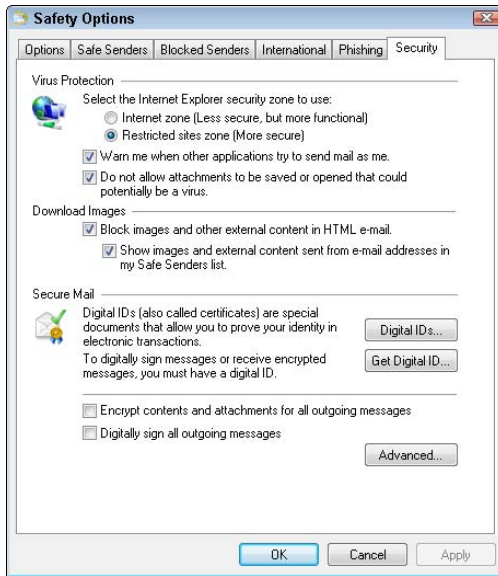 Safety Options
Options Safe Senders Blocked Senders International Phishing Security
Virus Protection
Select the Internet Explorer security zone to use:
Internet zone (Less secure, but more functional)
Restricted sites zone (More secure)
Warn me when other applications try to send mail as me.
Do not allow attachments to be saved or opened that could
potentially be a virus.
Download Images
Block images and other external content in HTML e-mail.
Show images and external content sent from e-mail addresses in
my Safe Senders list.
Secure Mail
Digital IDs (also called certificates) are special
documents that allow you to prove your identity in
electronic transactions.
Digital IDs...
To digitally sign messages or receive encrypted
messages, you must have a digital ID.
Get Digital ID...
Encrypt contents and attachments for all outgoing messages
Digitally sign all outgoing messages
Advanced...
OK Cancel Apply